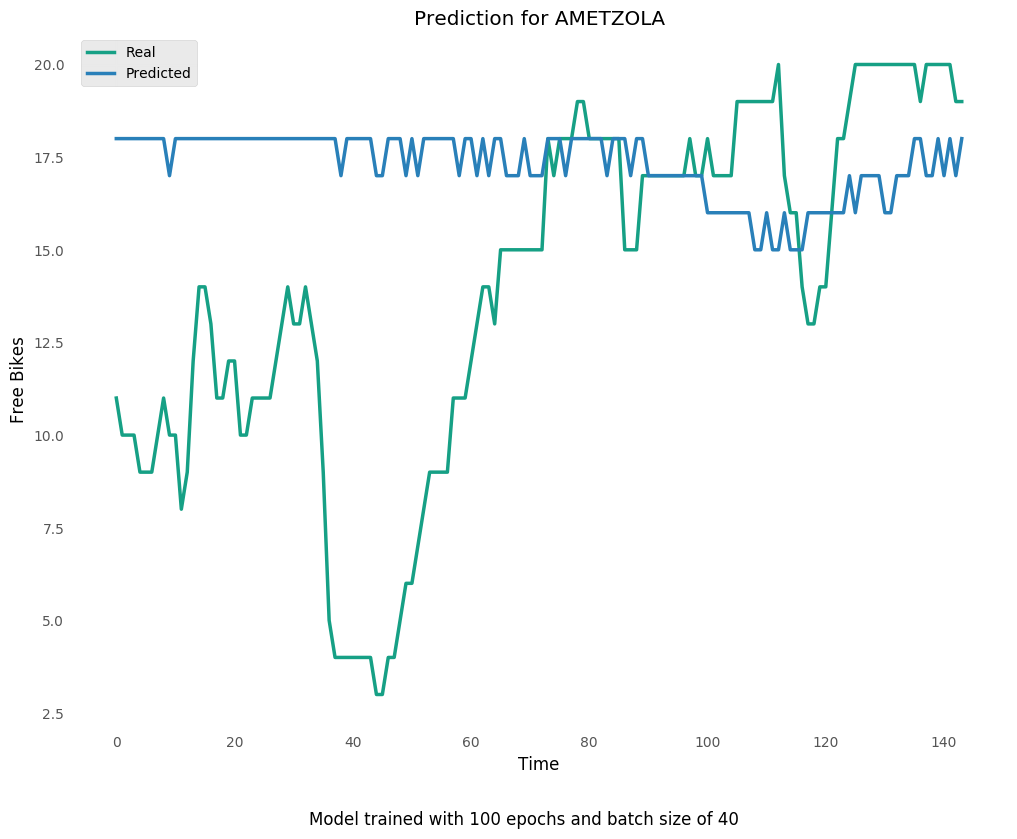 Prediction for AMETZOLA
Real
Predicted
20.0
17.5
15.0
12.5
10.0
7.5
5.0
2.5
Free Bikes
0 20 40 60 80 100 120 140
Time
Model trained with 100 epochs and batch size of 40